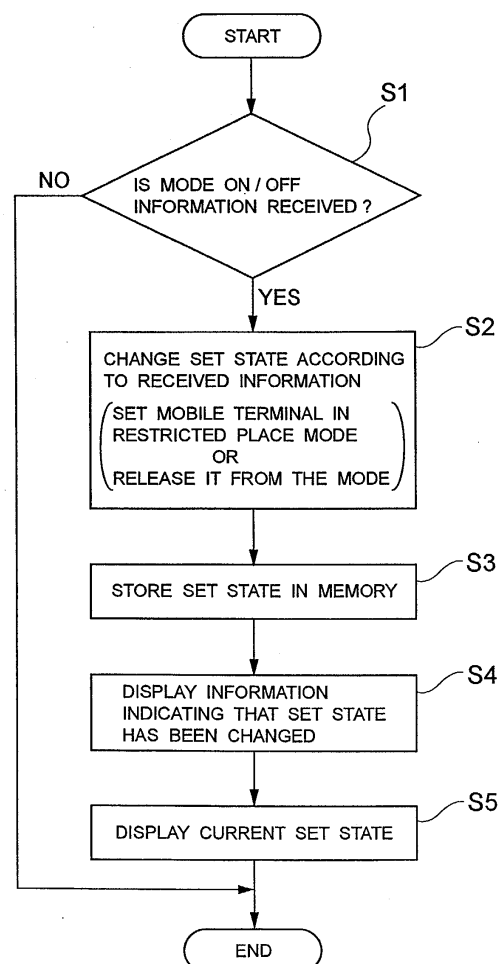 START
S1
NO
IS MODE ON / OFF
INFORMATION RECEIVED ?
YES
S2
CHANGE SET STATE ACCORDING
TO RECEIVED INFORMATION
SET MOBILE TERMINAL IN
RESTRICTED PLACE MODE
OR
RELEASE IT FROM THE MODE
S3
STORE SET STATE IN MEMORY
S4
DISPLAY INFORMATION
INDICATING THAT SET STATE
HAS BEEN CHANGED
S5
DISPLAY CURRENT SET STATE
END